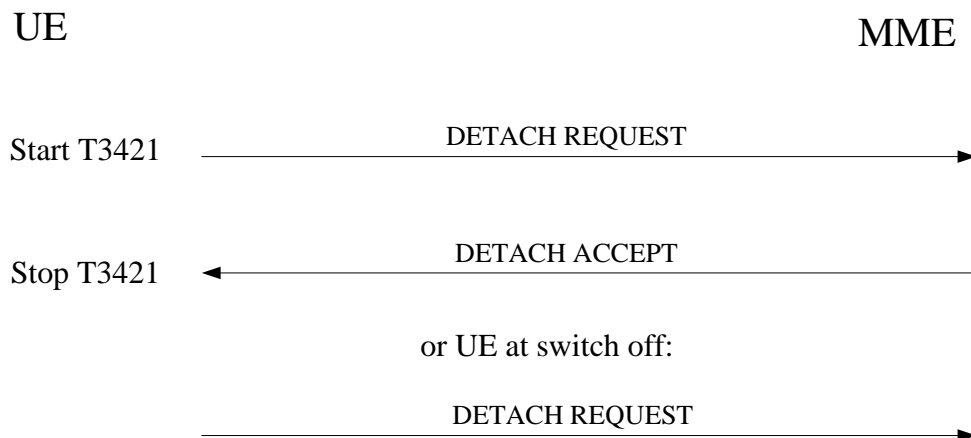 UE
MME
Start T3421
DETACH REQUEST
Stop T3421
DETACH ACCEPT
or UE at switch off:
DETACH REQUEST